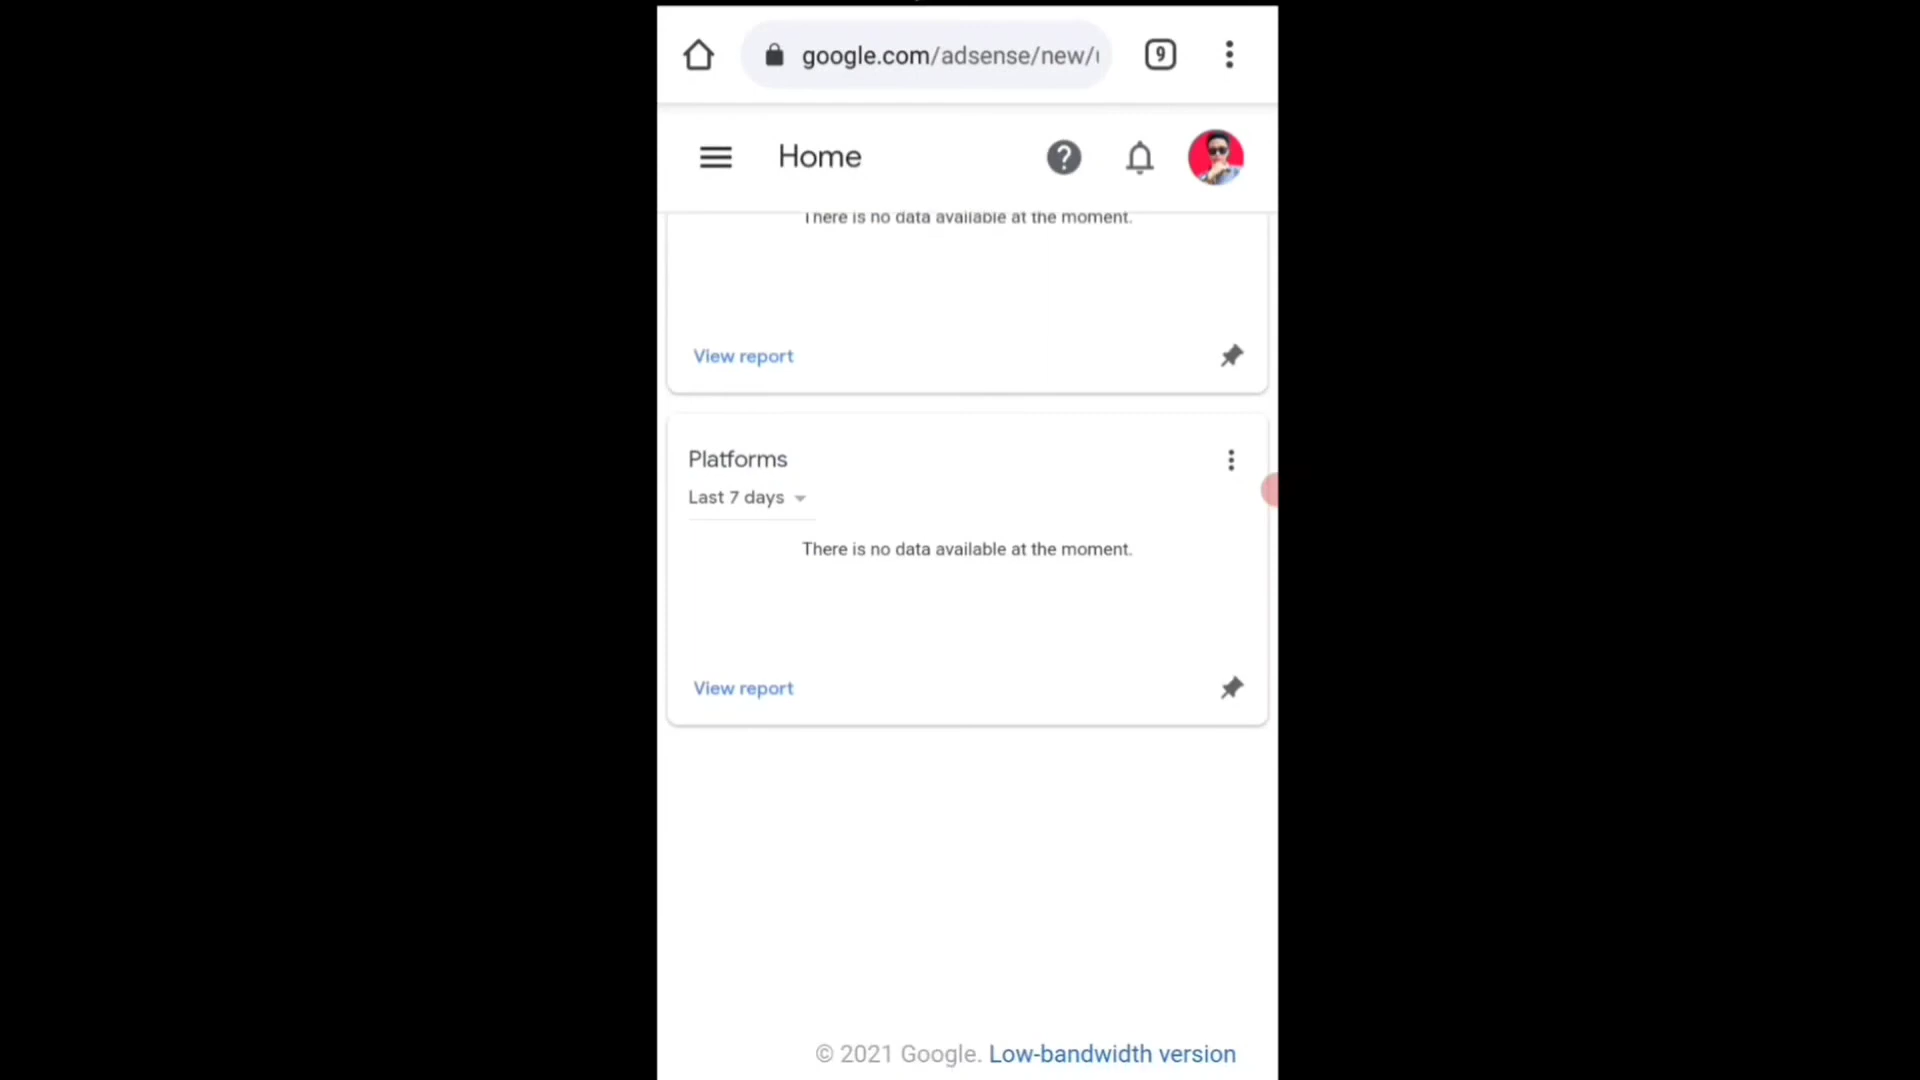 google.com/adsense/new/
9
Home
There is no data available at the moment.
View report
Platforms
Last 7 days
There is no data available at the moment.
View report
© 2021 Google. Low-bandwidth version